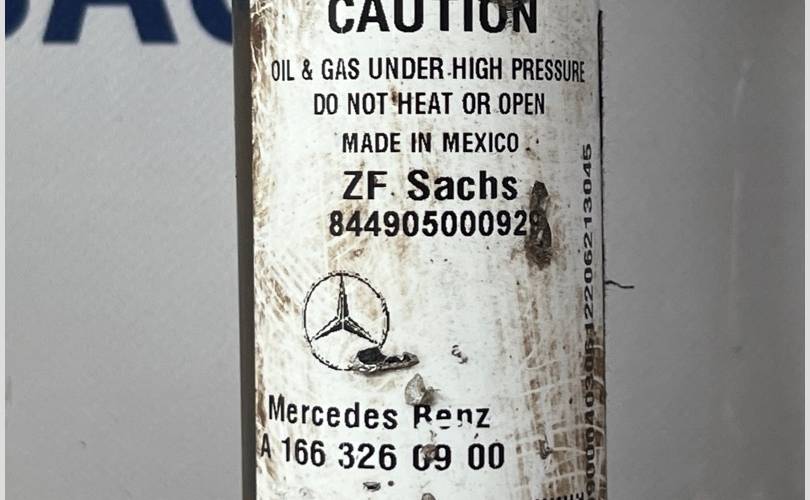 CAUTION
OIL & GAS UNDER HIGH PRESSURE
DO NOT HEAT OR OPEN
MADE IN MEXICO
ZF Sachs
844905000929
Mercedes Benz
A 166 326 09 00